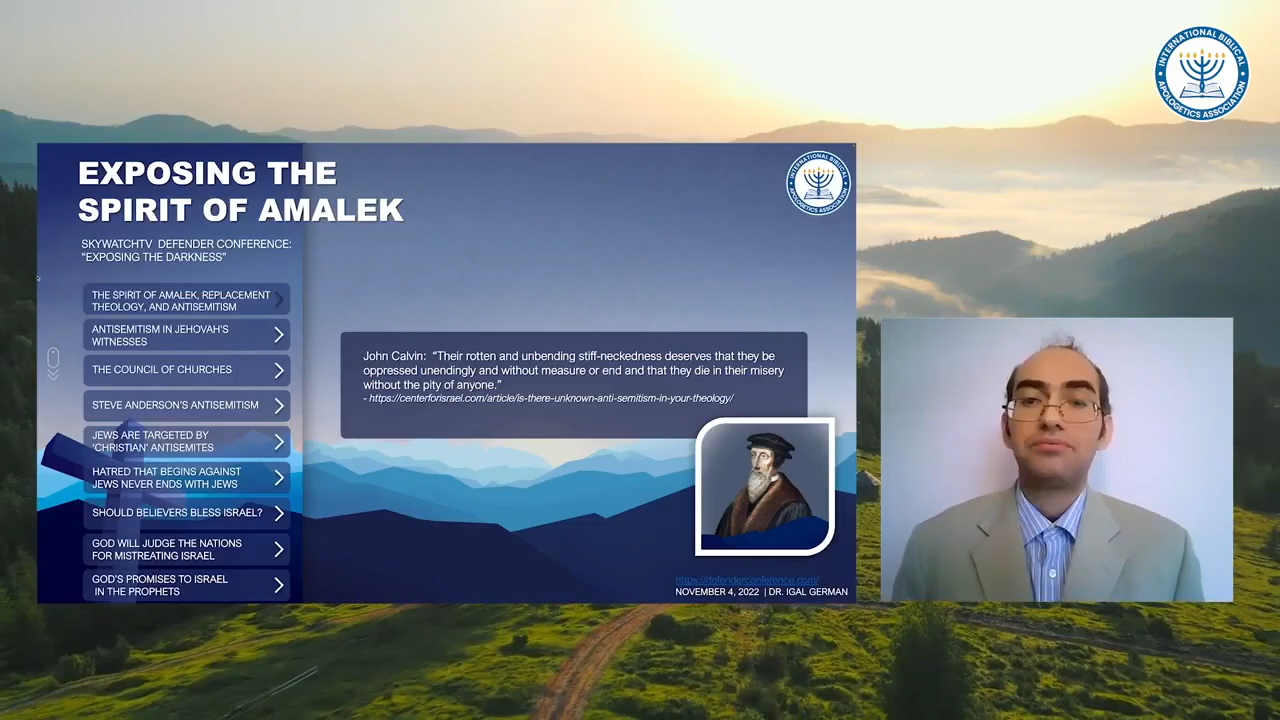 INTERNATIONAL BIBLICAL
APOLOGETICS ASSOCIATION
EXPOSING THE
SPIRIT OF AMALEK
INTERNATIONAL BIBLICAL
APOLOGETICS ASSOCIATION
SKYWATCHTV DEFENDER CONFERENCE:
"EXPOSING THE DARKNESS"
THE SPIRIT OF AMALEK, REPLACEMENT
THEOLOGY, AND ANTISEMITISM
ANTISEMITISM IN JEHOVAH'S
WITNESSES
THE COUNCIL OF CHURCHES
STEVE ANDERSON'S ANTISEMITISM
JEWS ARE TARGETED BY
'CHRISTIAN' ANTISEMITES
HATRED THAT BEGINS AGAINST
JEWS NEVER ENDS WITH JEWS
SHOULD BELIEVERS BLESS ISRAEL?
GOD WILL JUDGE THE NATIONS
FOR MISTREATING ISRAEL
GOD'S PROMISES TO ISRAEL
IN THE PROPHETS
John Calvin: "Their rotten and unbending stiff-neckedness deserves that they be
oppressed unendingly and without measure or end and that they die in their misery
without the pity of anyone."
- https://centerforisrael.com/article/is-there-unknown-anti-semitism-in-your-theology/
https://defenderconference.com/
NOVEMBER 4, 2022 | DR. IGAL GERMAN